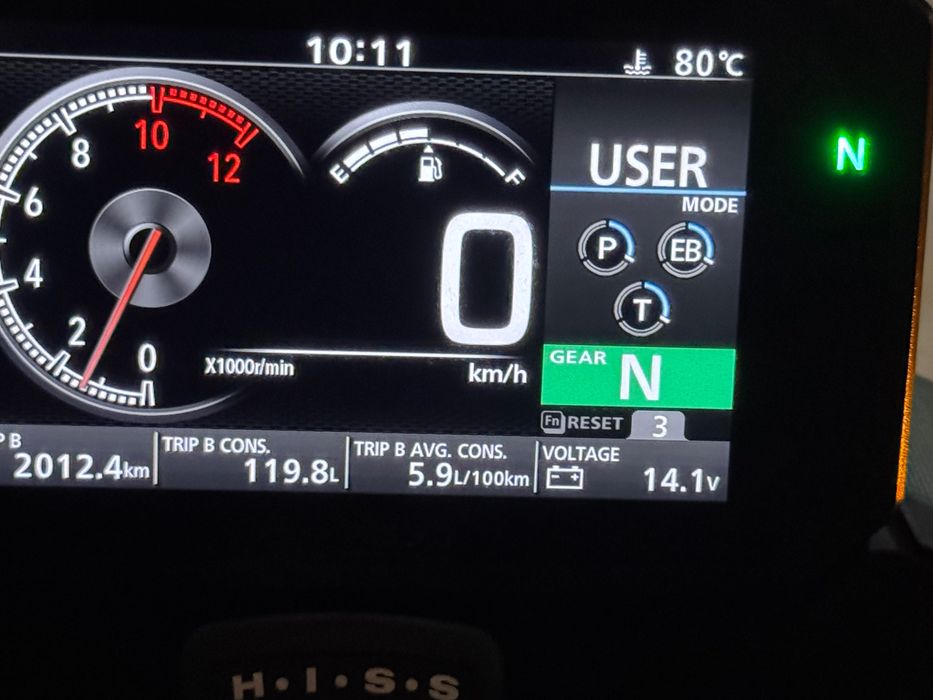 10:11
80°C
10
12
8
6
4
2
0
X1000r/min
E
F
0
km/h
USER
MODE
P
EB
T
GEAR N
Fn RESET 3
N
P B
2012.4km
TRIP B CONS.
119.8L
TRIP B AVG. CONS.
5.9L/100km
VOLTAGE
- +
14.1V
H·I·S·S